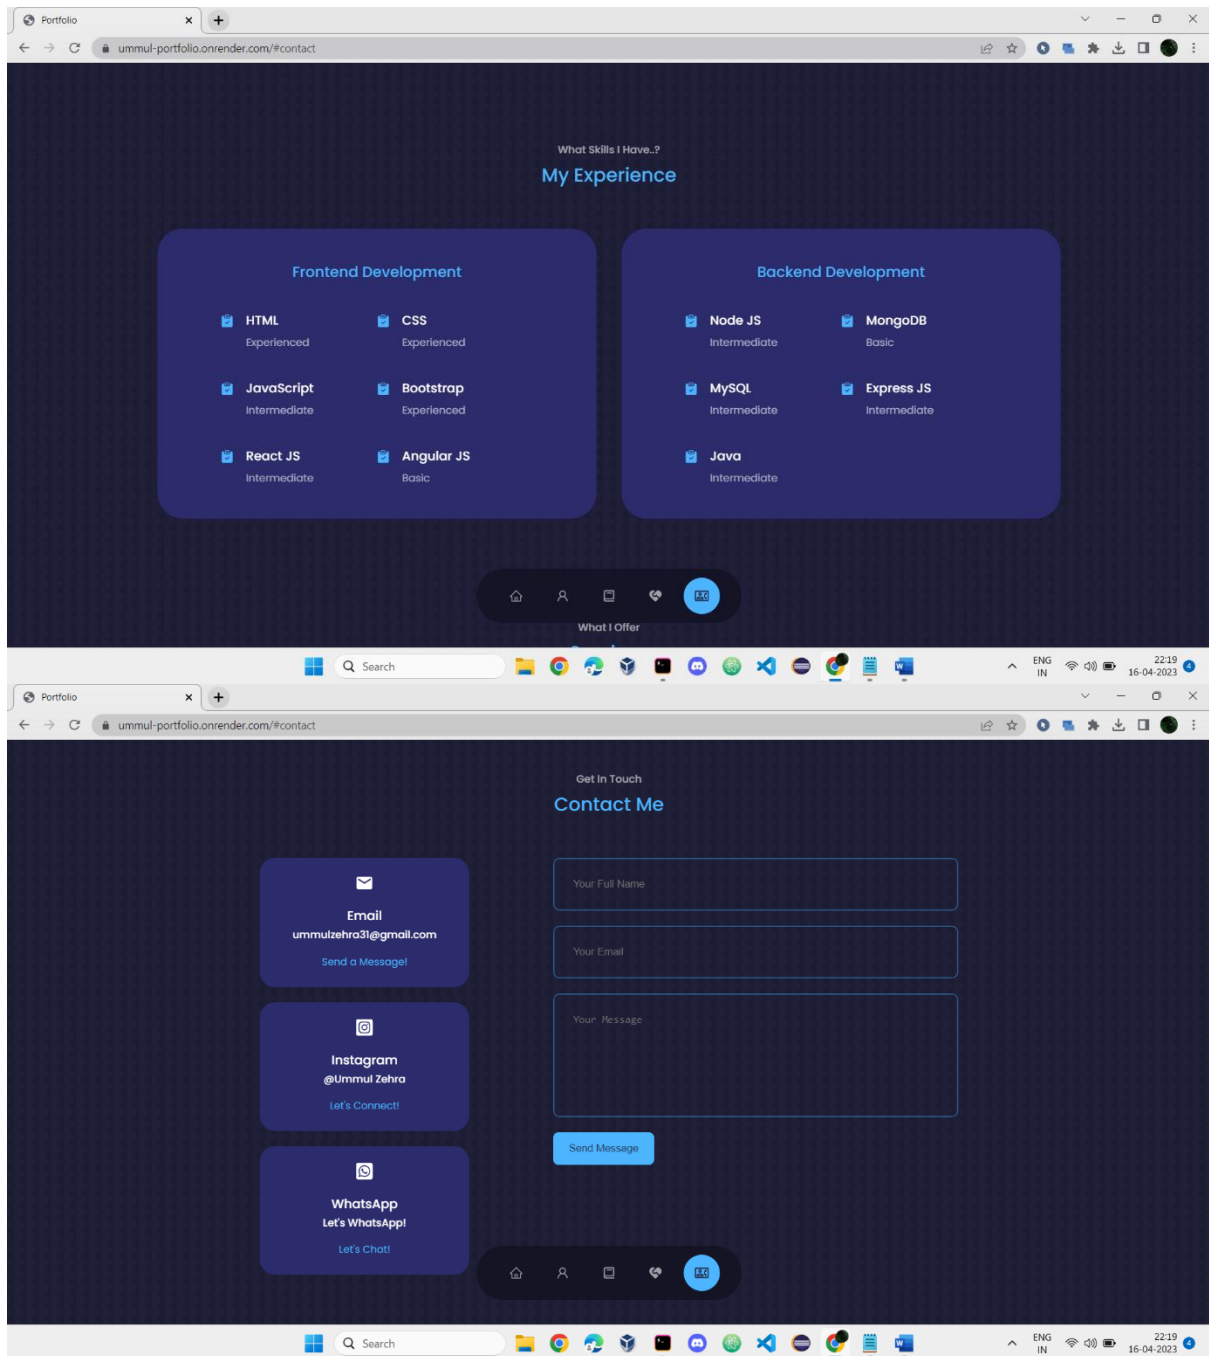 Portfolio
ummul-portfolio.onrender.com/#contact
What Skills I Have..?
My Experience
Frontend Development
HTML
Experienced
CSS
Experienced
JavaScript
Intermediate
Bootstrap
Experienced
React JS
Intermediate
Angular JS
Basic
Backend Development
Node JS
Intermediate
MongoDB
Basic
MySQL
Intermediate
Express JS
Intermediate
Java
Intermediate
What I Offer
Search
ENG
IN
22:19
16-04-2023
4
Portfolio
ummul-portfolio.onrender.com/#contact
Get In Touch
Contact Me
Email
ummulzehra31@gmail.com
Send a Message!
Instagram
@Ummul Zehra
Let's Connect!
WhatsApp
Let's WhatsApp!
Let's Chat!
Your Full Name
Your Email
Your Message
Send Message
Search
ENG
IN
22:19
16-04-2023
4